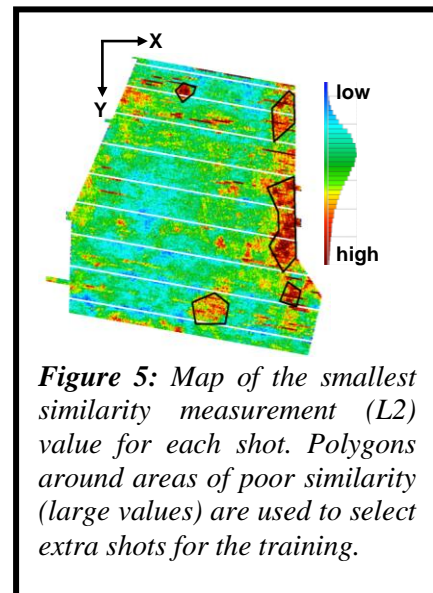 X
Y
low
high
Figure 5: Map of the smallest
similarity measurement (L2)
value for each shot. Polygons
around areas of poor similarity
(large values) are used to select
extra shots for the training.